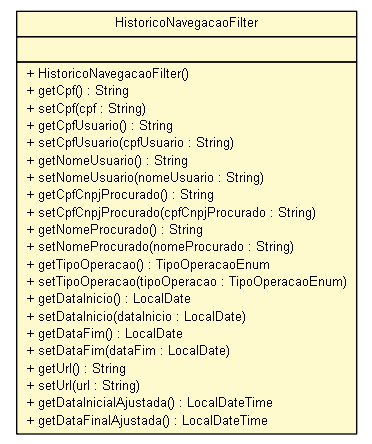 HistoricoNavegacaoFilter
+ HistoricoNavegacaoFilter()
+ getCpf() : String
+ setCpf(cpf : String)
+ getCpfUsuario() : String
+ setCpfUsuario(cpfUsuario : String)
+ getNomeUsuario() : String
+ setNomeUsuario(nomeUsuario : String)
+ getCpfCnpjProcurado() : String
+ setCpfCnpjProcurado(cpfCnpjProcurado : String)
+ getNomeProcurado() : String
+ setNomeProcurado(nomeProcurado : String)
+ getTipoOperacao() : TipoOperacaoEnum
+ setTipoOperacao(tipoOperacao : TipoOperacaoEnum)
+ getDataInicio() : LocalDate
+ setDataInicio(dataInicio : LocalDate)
+ getDataFim() : LocalDate
+ setDataFim(dataFim : LocalDate)
+ getUrl() : String
+ setUrl(url : String)
+ getDataInicialAjustada() : LocalDateTime
+ getDataFinalAjustada() : LocalDateTime